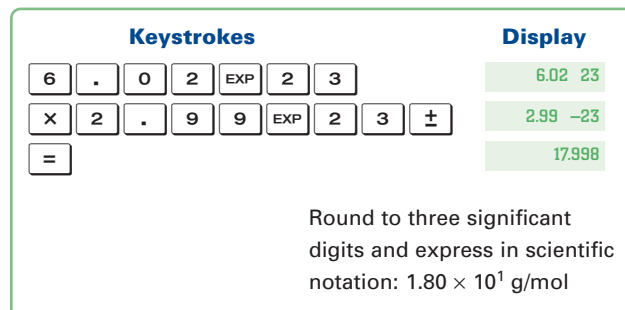 Keystrokes Display
6 . 0 2 EXP 2 3 6.02 23
× 2 . 9 9 EXP 2 3 ± 2.99 –23
= 17.998
Round to three significant
digits and express in scientific
notation: 1.80 × 10¹ g/mol